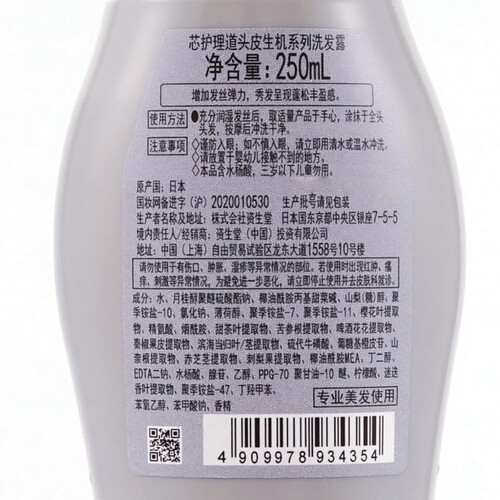 芯护理道头皮生机系列洗发露
净含量:250mL
增加发丝弹力，秀发呈现蓬松丰盈感。
使用方法
●充分润湿发丝后，取适量产品于手心，涂抹于全头
头发，按摩后冲洗干净。
注意事项
◇谨防入眼；如不慎入眼，请立即用清水或温水冲洗。
◇请放置于婴幼儿接触不到的地方。
◇本品含水杨酸，三岁以下儿童勿用。
原产国：日本
国妆网备进字（沪）2020010530 生产批号请见包装
生产者名称及地址：株式会社资生堂 日本国东京都中央区银座7-5-5
境内责任人/经销商：资生堂（中国）投资有限公司
地址：中国（上海）自由贸易试验区龙东大道1558号10号楼
请勿使用于有伤口、肿胀、湿疹等异常情况的部位。若使用时出现红肿、瘙
痒、刺激等异常情况，为避免进一步恶化，请立即停止使用并去皮肤科就诊。
成分：水、月桂醇聚醚硫酸酯钠、椰油酰胺丙基甜菜碱、山梨（糖）醇、
聚季铵盐-10、氯化钠、薄荷醇、聚季铵盐-7、聚季铵盐-11、樱花叶提取
物、精氨酸、烟酰胺、甜茶叶提取物、苦参根提取物、啤酒花花提取物、
秦椒果皮提取物、滨海当归叶/茎提取物、硫代牛磺酸、葡糖基橙皮苷、山
奈根提取物、赤芝茎提取物、刺梨果提取物、椰油酰胺MEA、丁二醇、
EDTA二钠、水杨酸、腺苷、乙醇、PPG-70 聚甘油-10 醚、柠檬酸、迷迭
香叶提取物、聚季铵盐-47、丁羟甲苯、
苯氧乙醇、苯甲酸钠、香精
专业美发使用
4 909978 934354